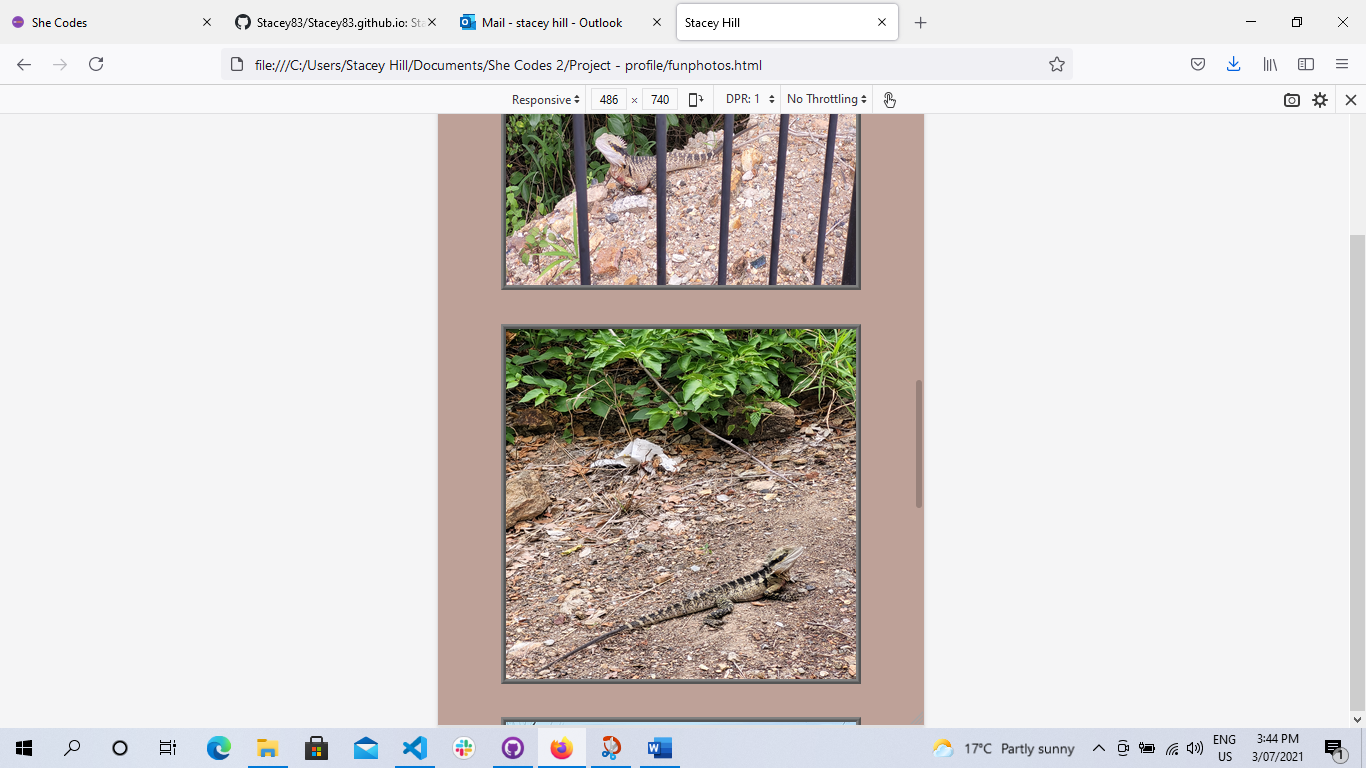 She Codes
Stacey83/Stacey83.github.io: Sta
Mail - stacey hill - Outlook
Stacey Hill
file:///C:/Users/Stacey Hill/Documents/She Codes 2/Project - profile/funphotos.html
Responsive
486 × 740
DPR: 1
No Throttling
17°C Partly sunny
ENG
US
3:44 PM
3/07/2021
1